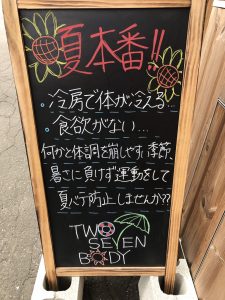 夏本番!!
・冷房で体が冷える…
・食欲がない…
何かと体調を崩しやすい季節、
暑さに負けず運動をして
夏バテ防止しませんか??
TWO
SEVEN
BODY